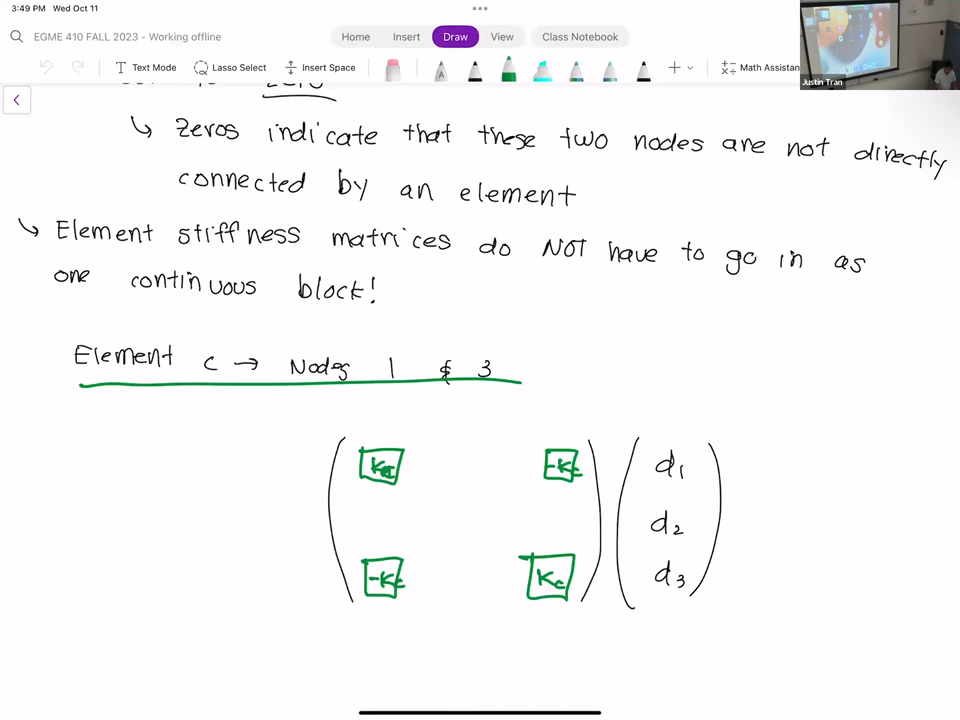 3:49 PM Wed Oct 11
EGME 410 FALL 2023 - Working offline
Home Insert Draw View Class Notebook
Text Mode Lasso Select Insert Space Math Assistan
Justin Tran
zero
↳ Zeros indicate that these two nodes are not directly
connected by an element
↳ Element stiffness matrices do NOT have to go in as
one continuous block!
Element c → Nodes 1 & 3
Kc -Kc d1
d2
-Kc Kc d3